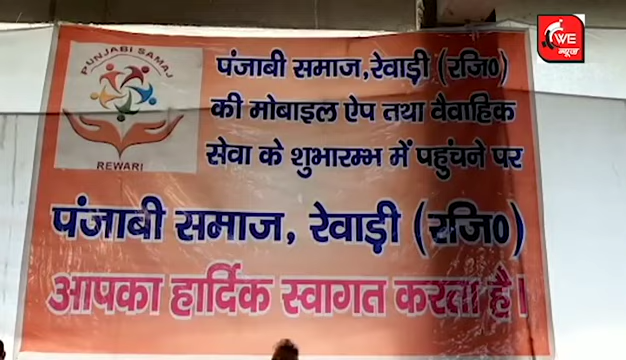 WE
न्यूज
PUNJABI SAMAJ
REWARI
पंजाबी समाज, रेवाड़ी (रजि०)
की मोबाइल ऐप तथा वैवाहिक
सेवा के शुभारम्भ में पहुंचने पर
पंजाबी समाज, रेवाड़ी (रजि०)
आपका हार्दिक स्वागत करता है।